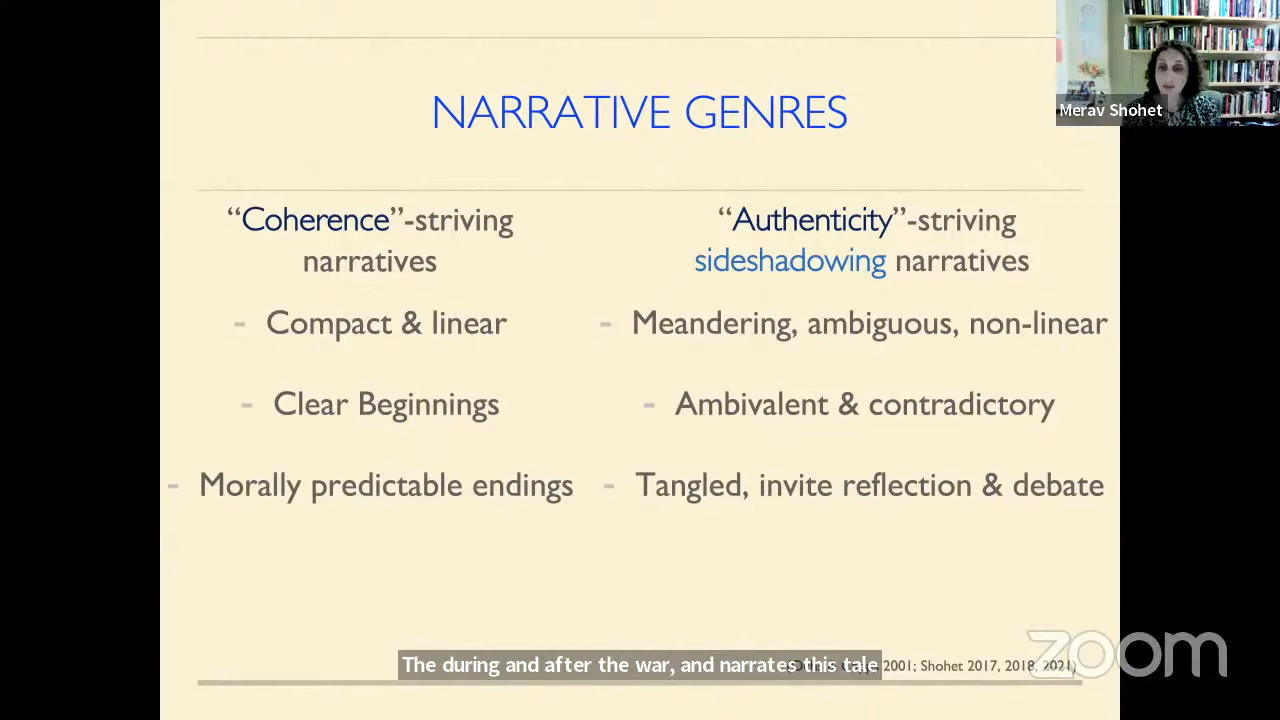 NARRATIVE GENRES
Merav Shohet
“Coherence”-striving
narratives
- Compact & linear
- Clear Beginnings
- Morally predictable endings
“Authenticity”-striving
sideshadowing narratives
- Meandering, ambiguous, non-linear
- Ambivalent & contradictory
- Tangled, invite reflection & debate
2001; Shohet 2017, 2018, 2021)
The during and after the war, and narrates this tale
zoom